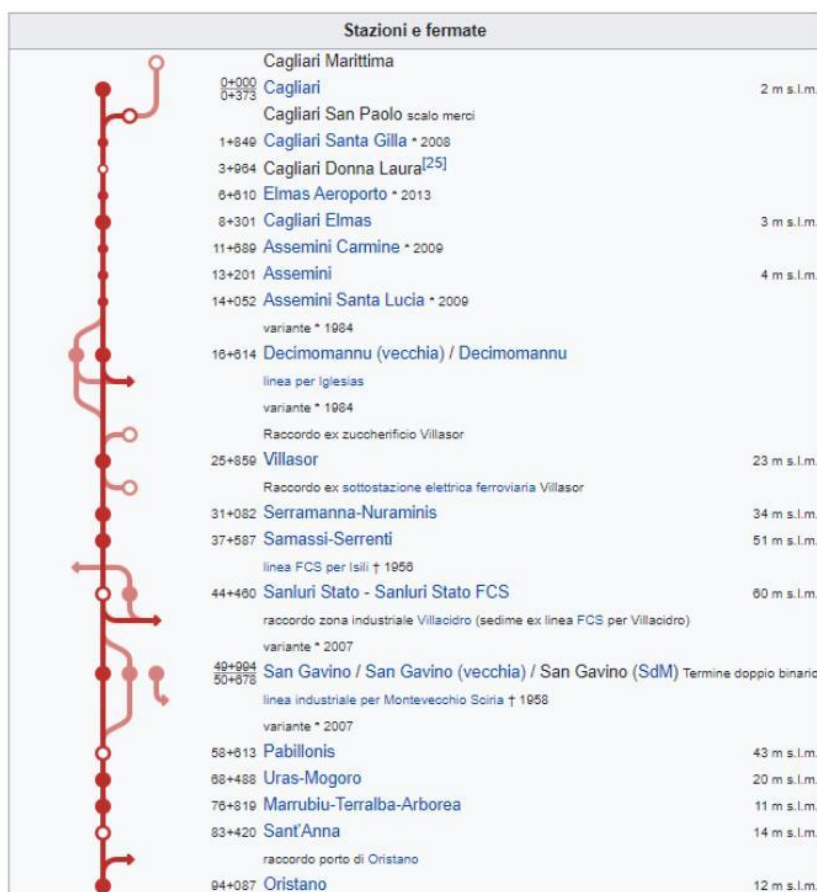 Stazioni e fermate
Cagliari Marittima
0+000
0+373 Cagliari 2 m s.l.m.
Cagliari San Paolo scalo merci
1+849 Cagliari Santa Gilla * 2008
3+964 Cagliari Donna Laura[25]
6+610 Elmas Aeroporto * 2013
8+301 Cagliari Elmas 3 m s.l.m.
11+689 Assemini Carmine * 2009
13+201 Assemini 4 m s.l.m.
14+052 Assemini Santa Lucia * 2009
variante * 1984
16+614 Decimomannu (vecchia) / Decimomannu
linea per Iglesias
variante * 1984
Raccordo ex zuccherificio Villasor
25+859 Villasor 23 m s.l.m.
Raccordo ex sottostazione elettrica ferroviaria Villasor
31+082 Serramanna-Nuraminis 34 m s.l.m.
37+587 Samassi-Serrenti 51 m s.l.m.
linea FCS per Isili † 1956
44+460 Sanluri Stato - Sanluri Stato FCS 60 m s.l.m.
raccordo zona industriale Villacidro (sedime ex linea FCS per Villacidro)
variante * 2007
49+994
50+678 San Gavino / San Gavino (vecchia) / San Gavino (SdM) Termine doppio binario
linea industriale per Montevecchio Sciria † 1958
variante * 2007
58+613 Pabillonis 43 m s.l.m.
68+488 Uras-Mogoro 20 m s.l.m.
76+819 Marrubiu-Terralba-Arborea 11 m s.l.m.
83+420 Sant'Anna 14 m s.l.m.
raccordo porto di Oristano
94+087 Oristano 12 m s.l.m.